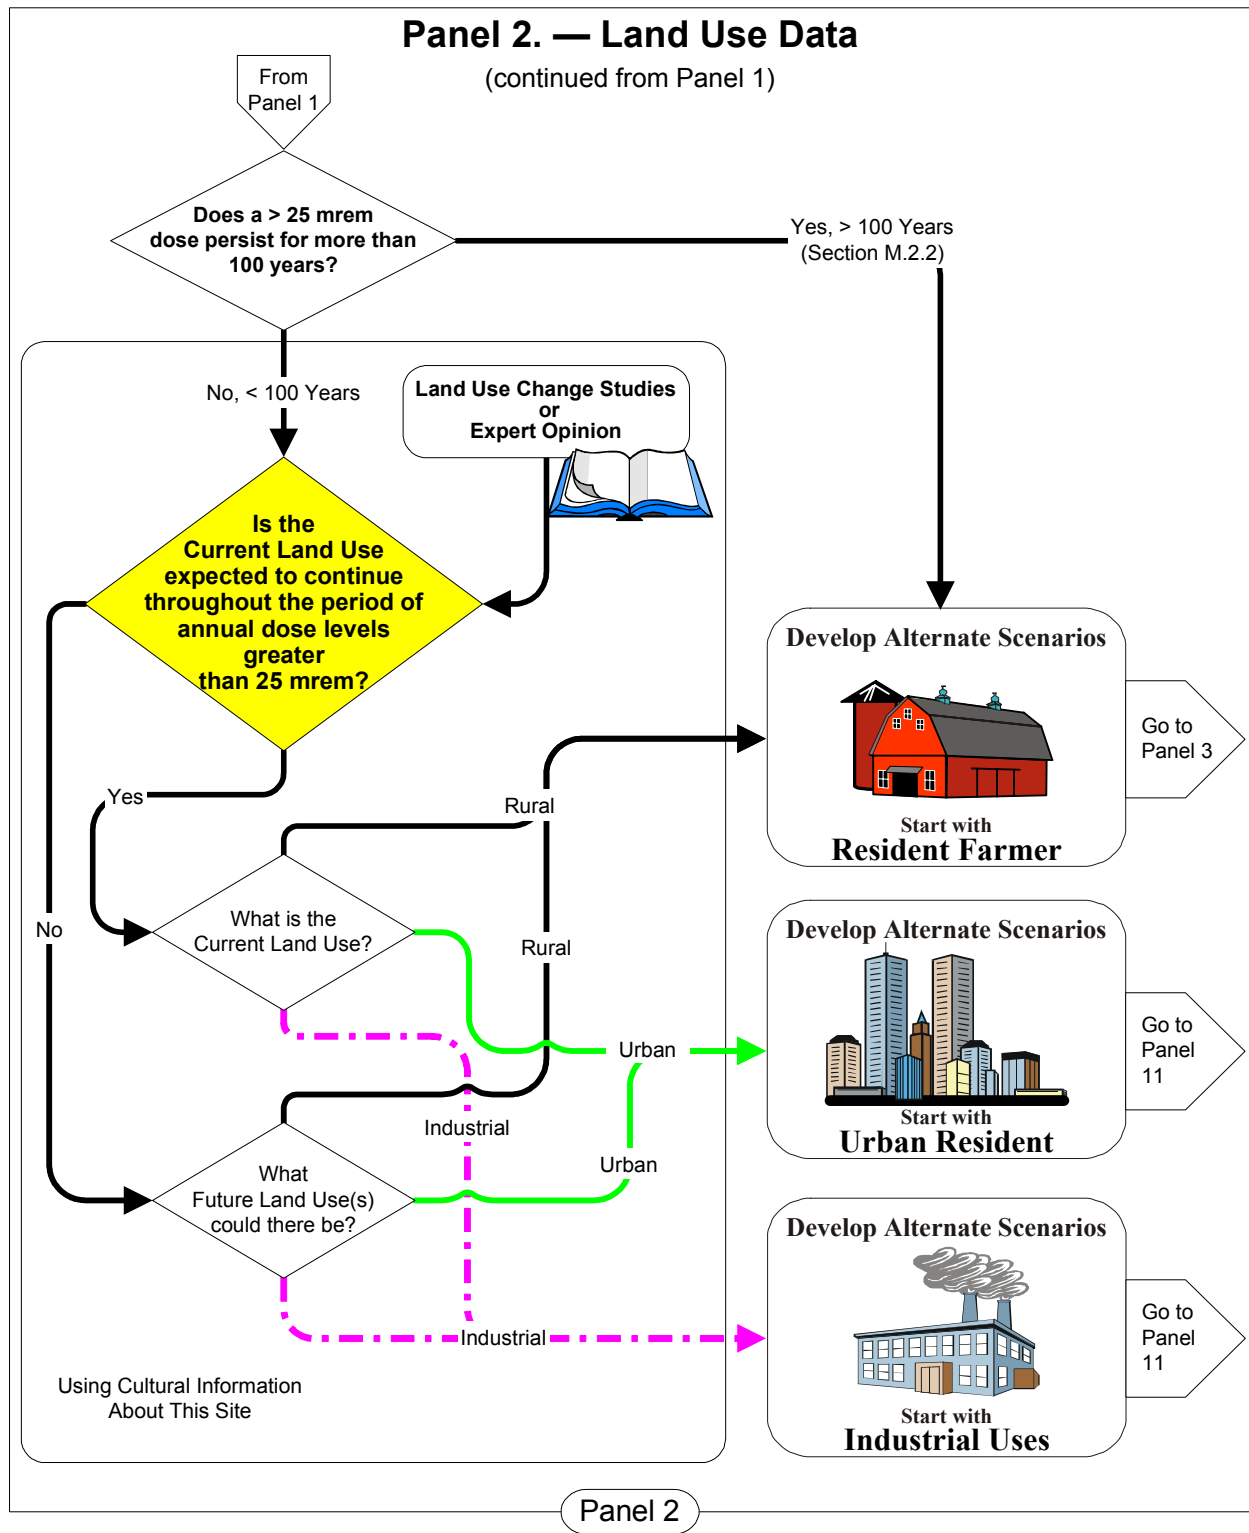 Panel 2. — Land Use Data
(continued from Panel 1)
From
Panel 1
Does a > 25 mrem
dose persist for more than
100 years?
Yes, > 100 Years
(Section M.2.2)
No, < 100 Years
Land Use Change Studies
or
Expert Opinion
Is the
Current Land Use
expected to continue
throughout the period of
annual dose levels
greater
than 25 mrem?
Develop Alternate Scenarios
Start with
Resident Farmer
Go to
Panel 3
Yes
Rural
What is the
Current Land Use?
No
Rural
Develop Alternate Scenarios
Start with
Urban Resident
Go to
Panel
11
Urban
Industrial
Urban
What
Future Land Use(s)
could there be?
Develop Alternate Scenarios
Start with
Industrial Uses
Go to
Panel
11
Industrial
Using Cultural Information
About This Site
Panel 2